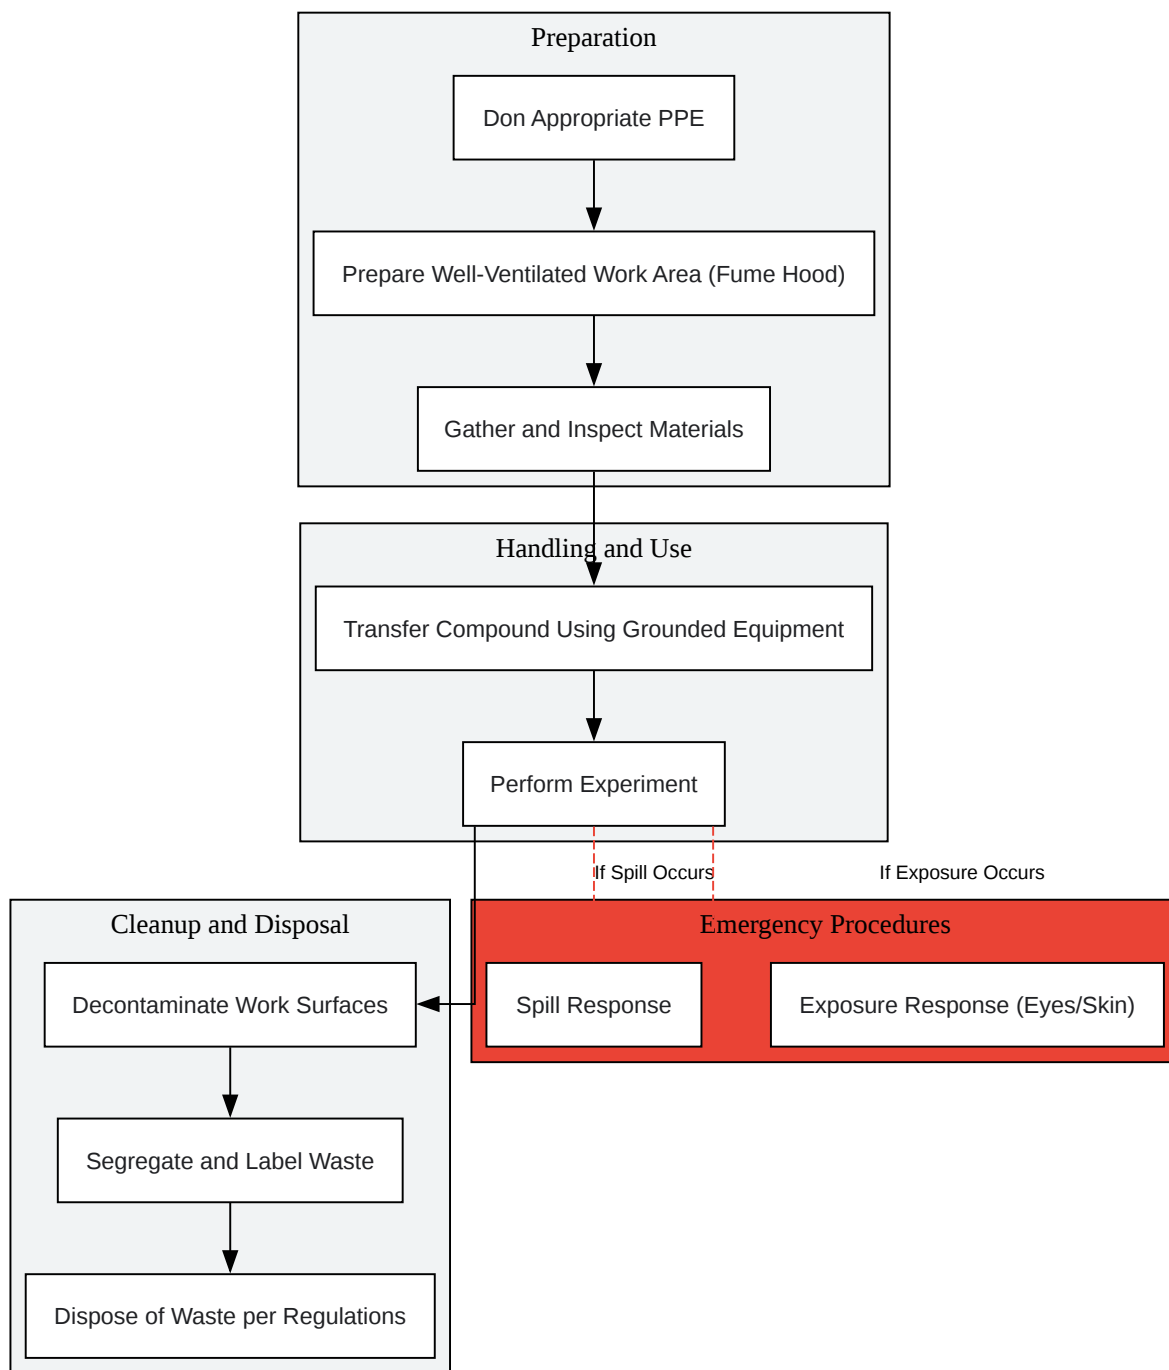 Preparation
Don Appropriate PPE
Prepare Well-Ventilated Work Area (Fume Hood)
Gather and Inspect Materials
Handling and Use
Transfer Compound Using Grounded Equipment
Perform Experiment
If Spill Occurs
If Exposure Occurs
Cleanup and Disposal
Decontaminate Work Surfaces
Segregate and Label Waste
Dispose of Waste per Regulations
Emergency Procedures
Spill Response
Exposure Response (Eyes/Skin)